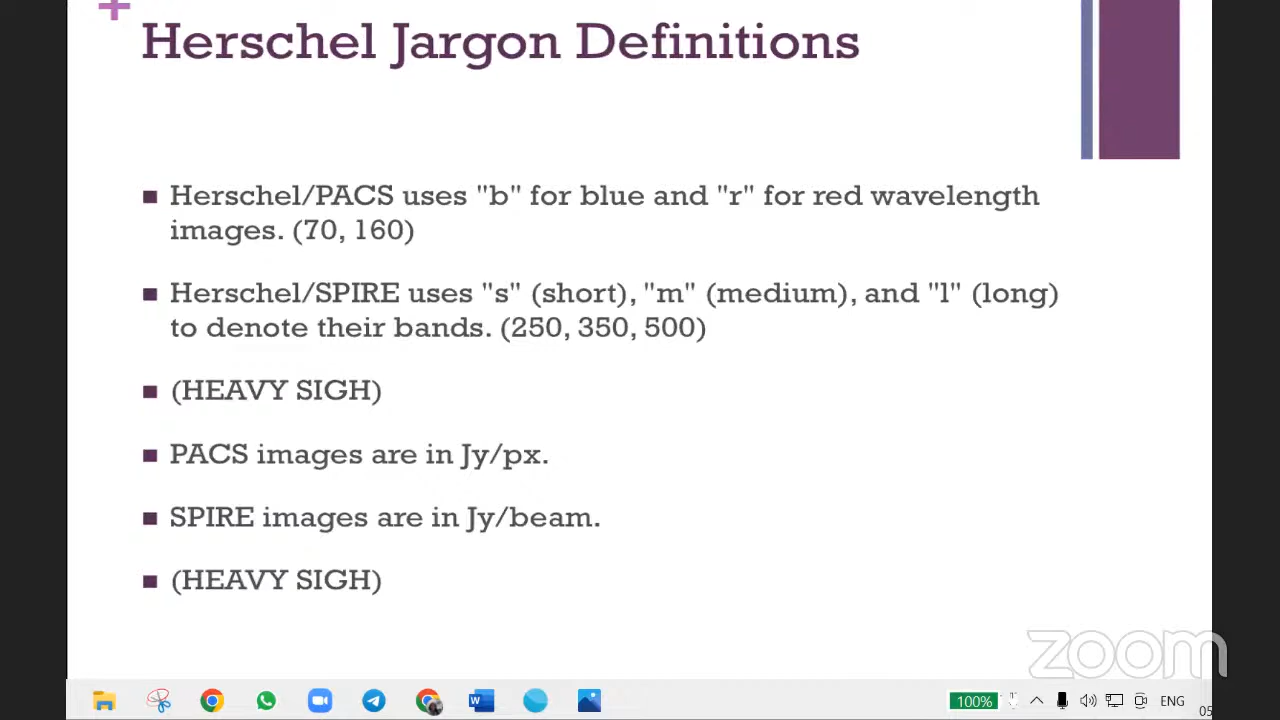 +
Herschel Jargon Definitions
■ Herschel/PACS uses "b" for blue and "r" for red wavelength
images. (70, 160)
■ Herschel/SPIRE uses "s" (short), "m" (medium), and "l" (long)
to denote their bands. (250, 350, 500)
■ (HEAVY SIGH)
■ PACS images are in Jy/px.
■ SPIRE images are in Jy/beam.
■ (HEAVY SIGH)
zoom
W
100%
ENG
05